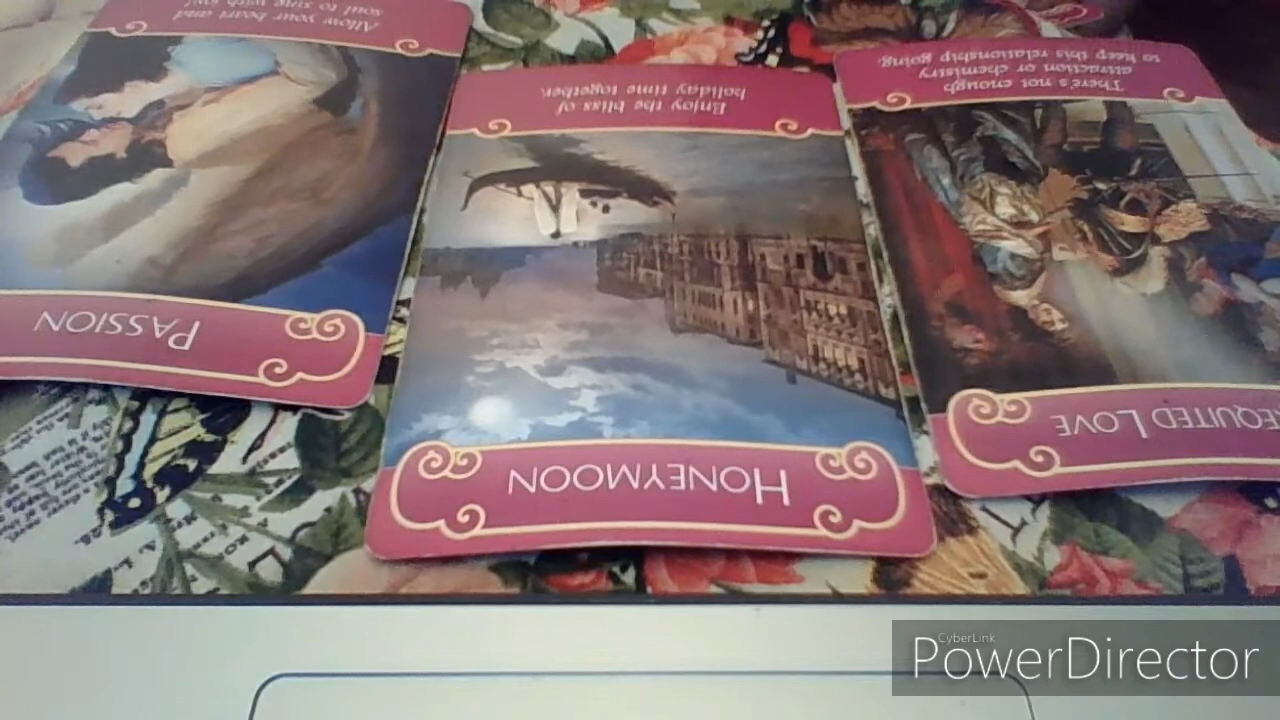 Allow your heart and
soul to sing with joy!
PASSION
Enjoy the bliss of
holiday time together.
HONEYMOON
There's not enough
attraction or chemistry
to keep this relationship going.
EQUITED LOVE
CyberLink
PowerDirector